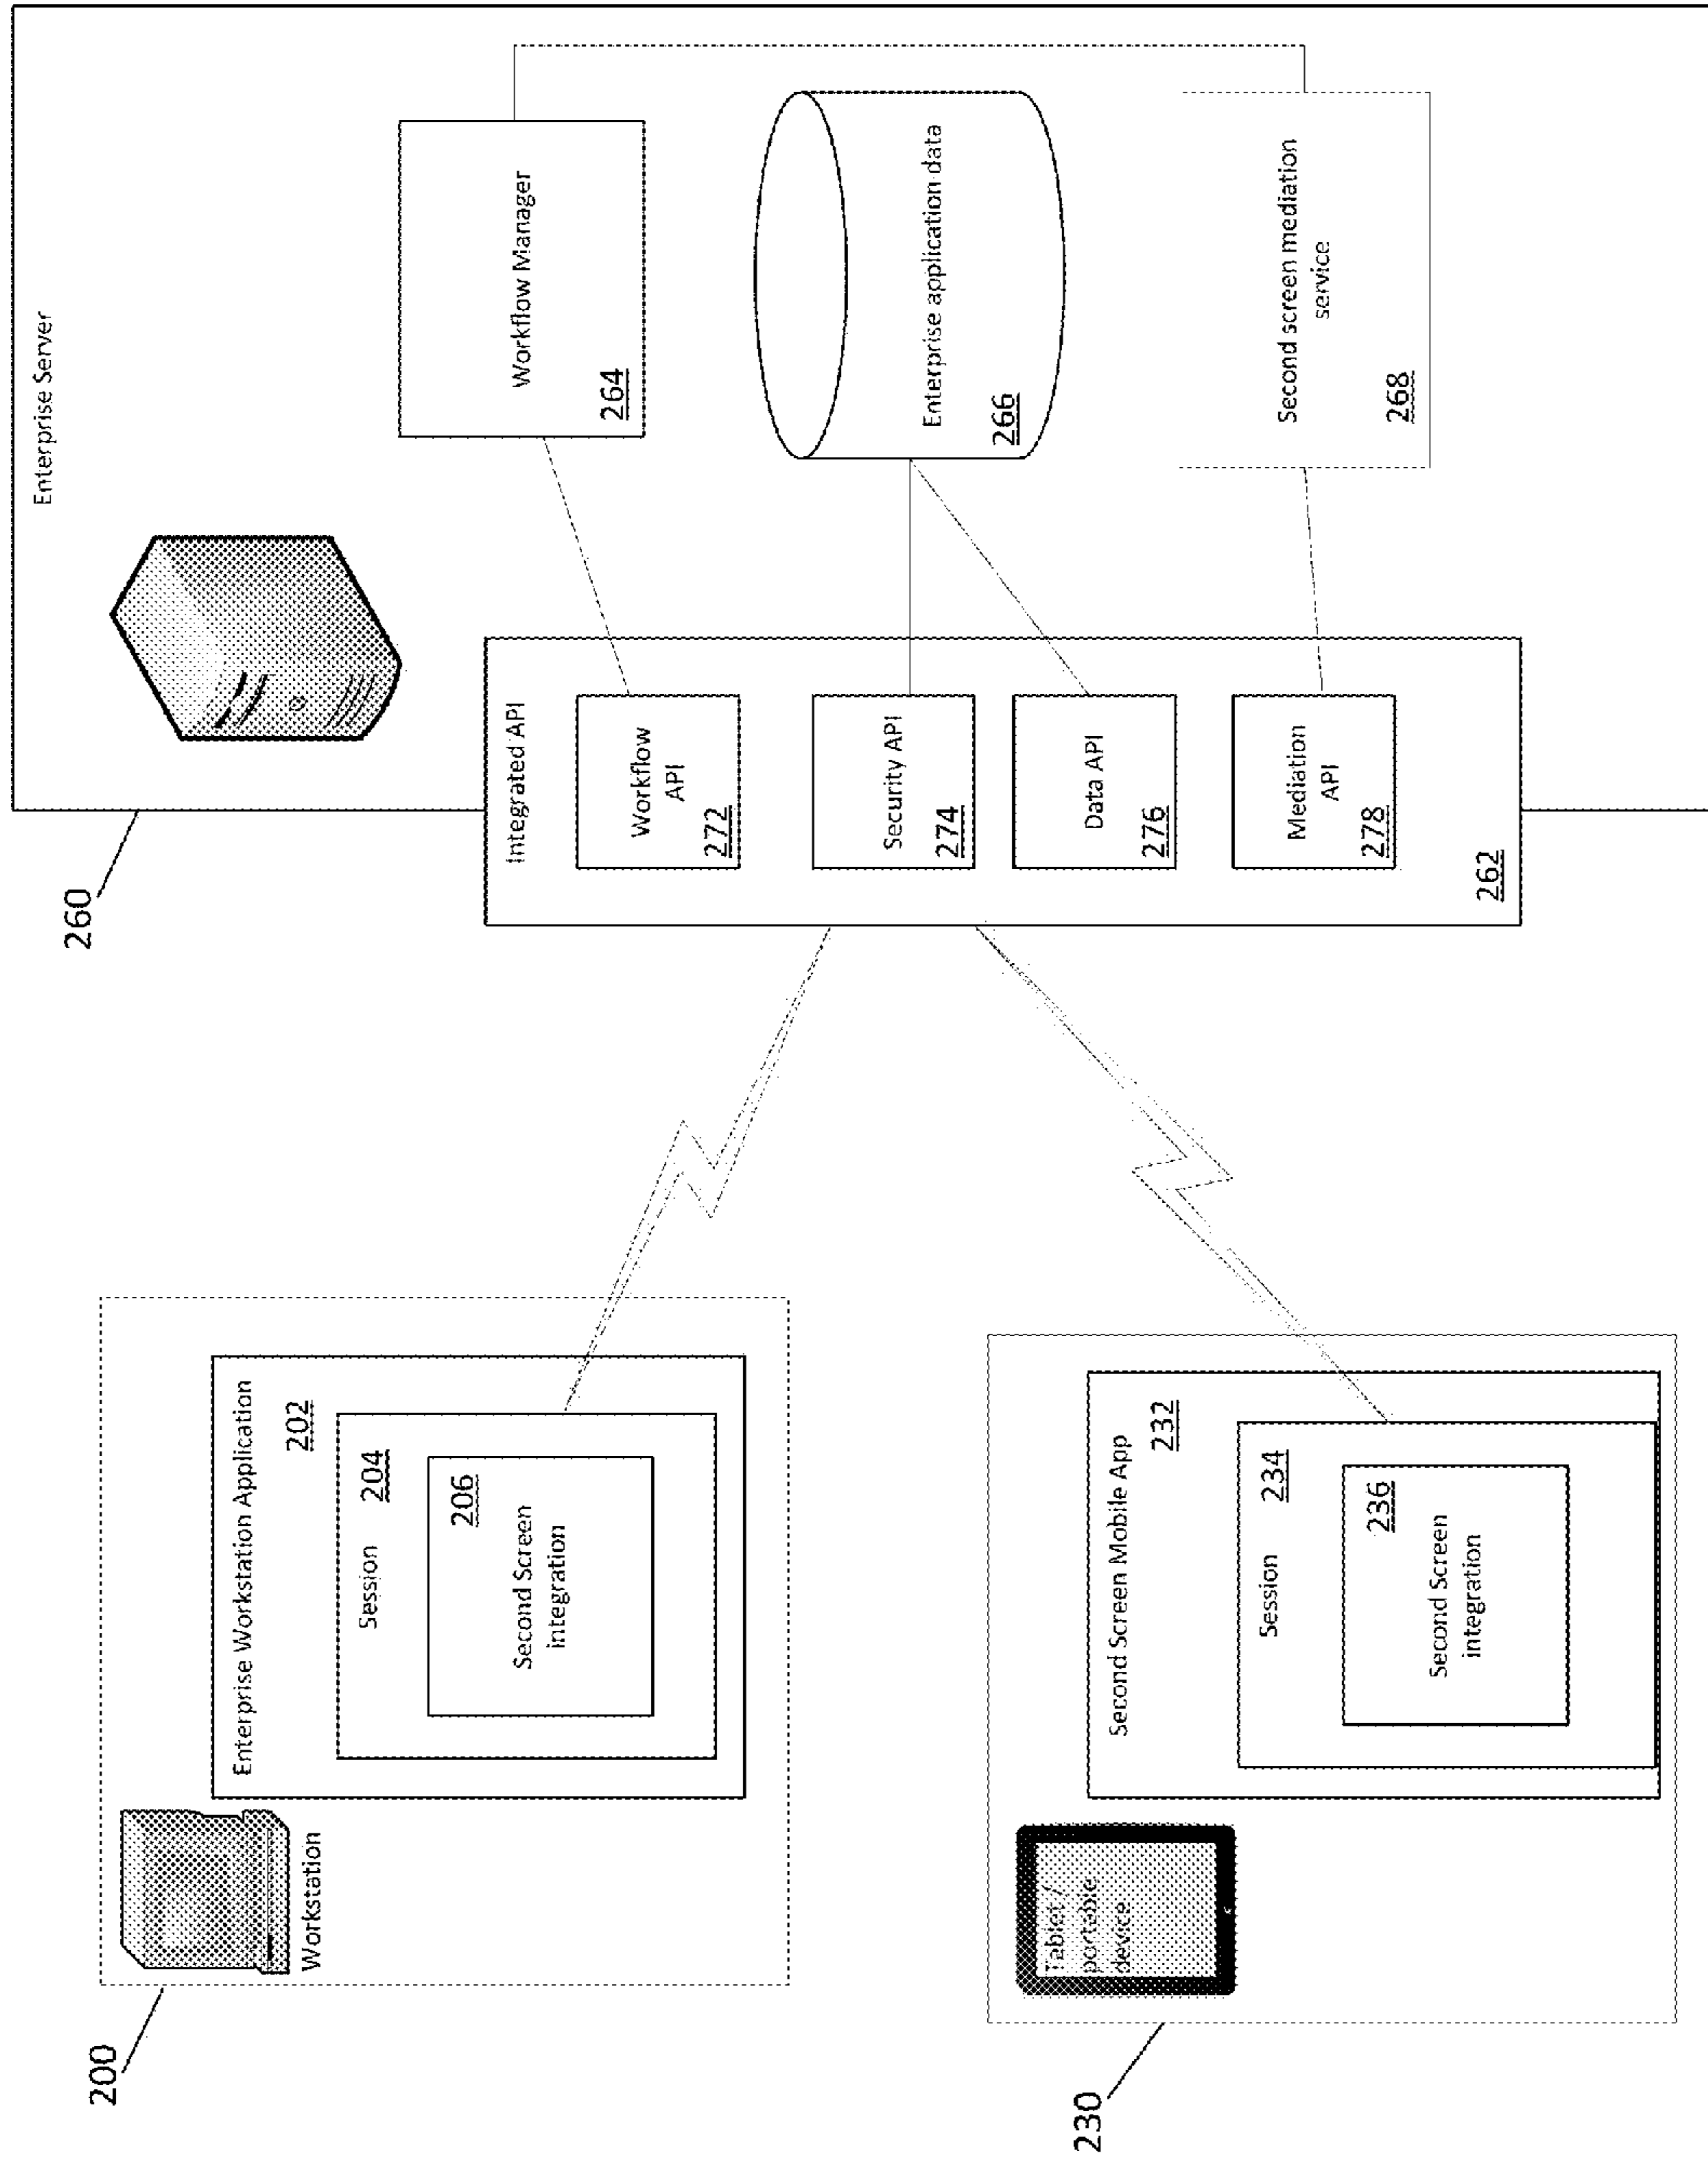 200
Workstation
Enterprise Workstation Application
202
Session
204
206
Second Screen
integration
230
Tablet /
portable
device
Second Screen Mobile App
232
Session
234
236
Second Screen
integration
260
Enterprise Server
Integrated API
Workflow
API
272
Security API
274
Data API
276
Mediation
API
278
262
Workflow Manager
264
Enterprise application data
266
Second screen mediation
service
268